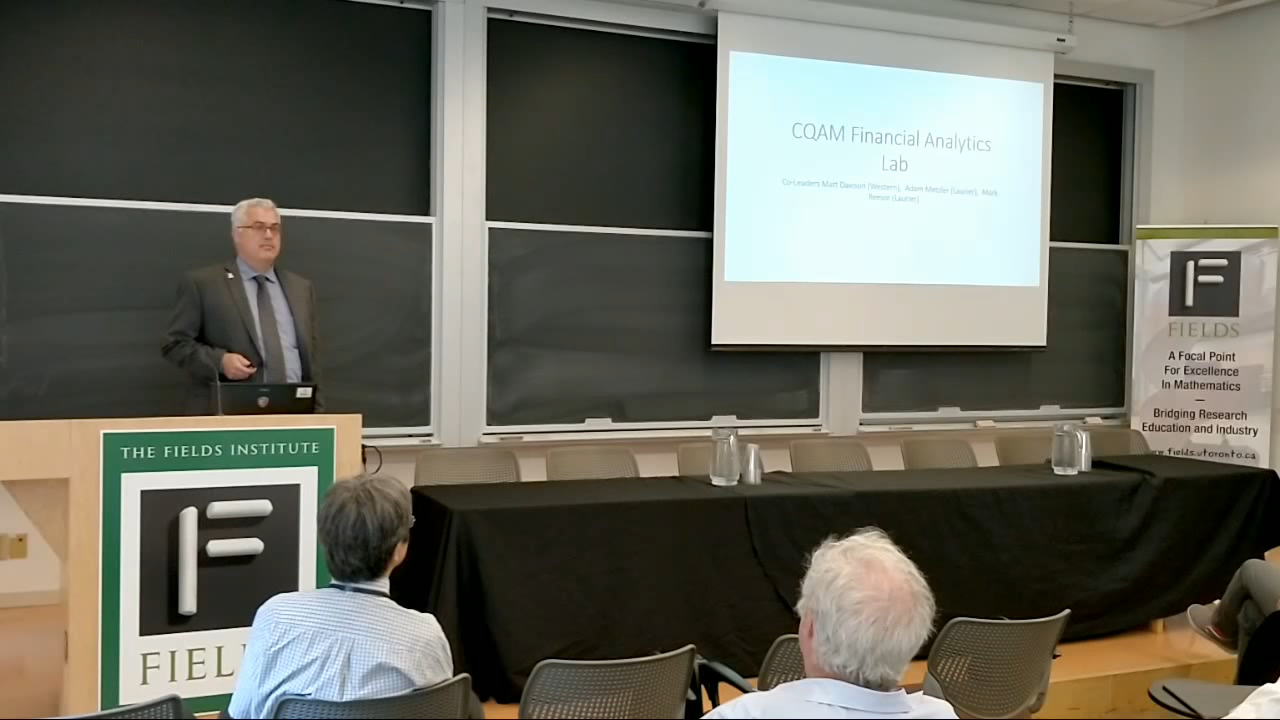 CQAM Financial Analytics
Lab
Co-Leaders Matt Davison (Western), Adam Metzler (Laurier), Mark
Reesor (Laurier)
THE FIELDS INSTITUTE
FIEL
FIELDS
A Focal Point
For Excellence
In Mathematics
Bridging Research
Education and Industry
www.fields.utoronto.ca